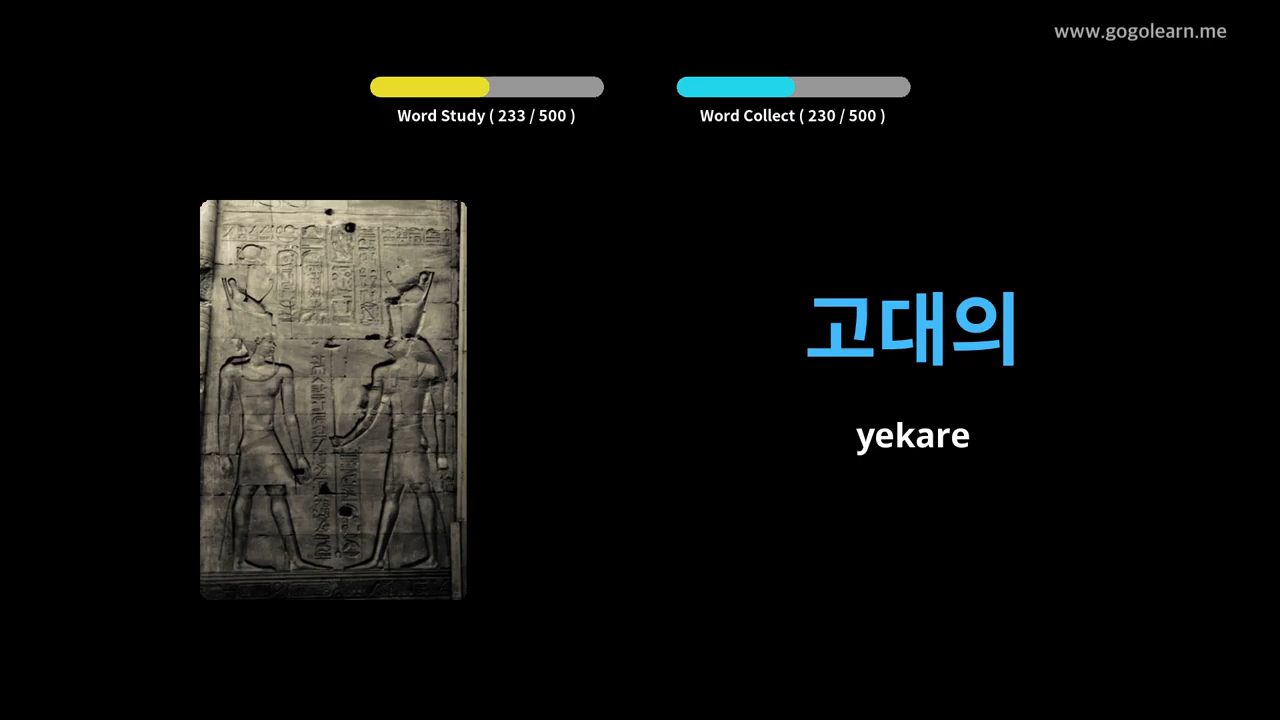 www.gogolearn.me
Word Study ( 233 / 500 )
Word Collect ( 230 / 500 )
고대의
yekare